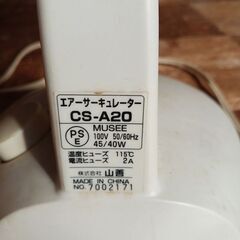 エアーサーキュレーター
CS-A20
PS
E
MUSEE
100V 50/60Hz
45/40W
温度ヒューズ 115℃
電流ヒューズ 2A
株式会社 山善
MADE IN CHINA
NO.7002171